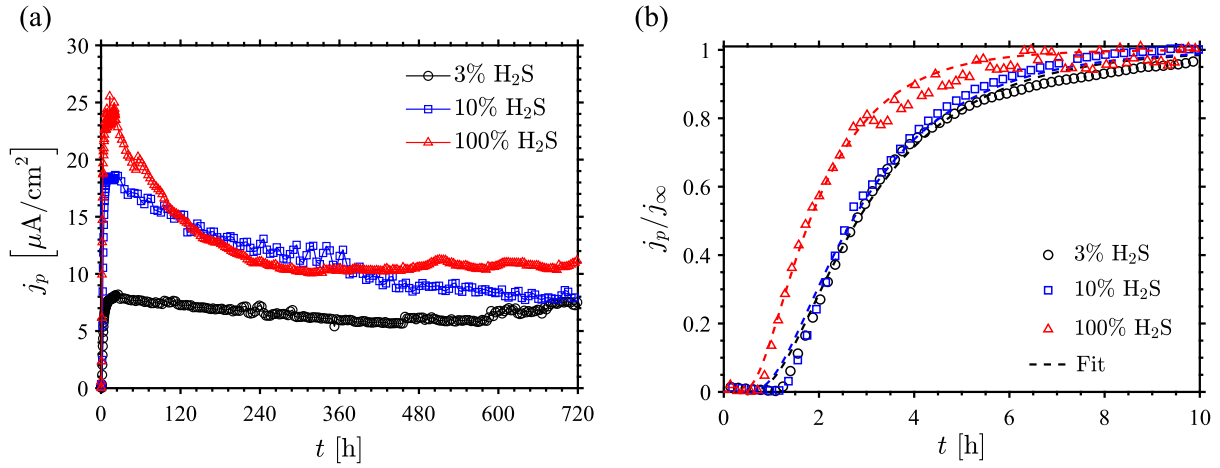 (a)
30
25
20
15
10
5
0
0 120 240 360 480 600 720
j_p [μA/cm²]
t [h]
3% H₂S
10% H₂S
100% H₂S
(b)
1
0.8
0.6
0.4
0.2
0
0 2 4 6 8 10
j_p/j_∞
t [h]
3% H₂S
10% H₂S
100% H₂S
Fit